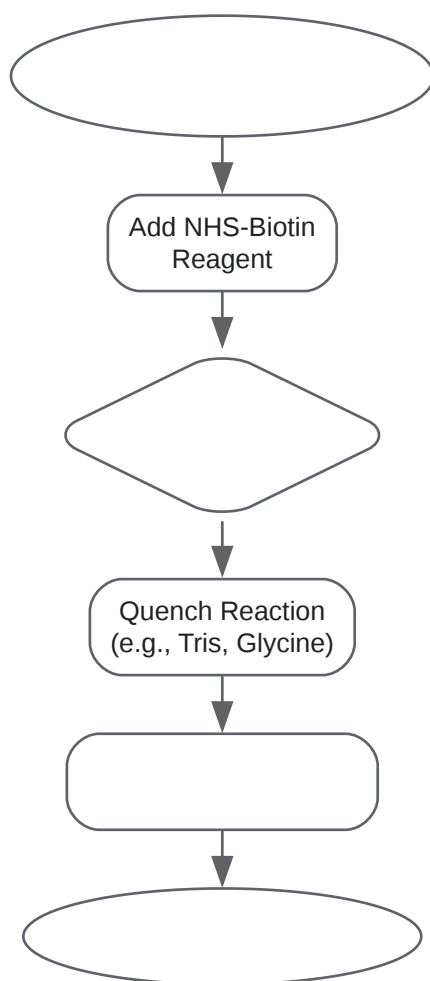 Add NHS-Biotin
Reagent
Quench Reaction
(e.g., Tris, Glycine)